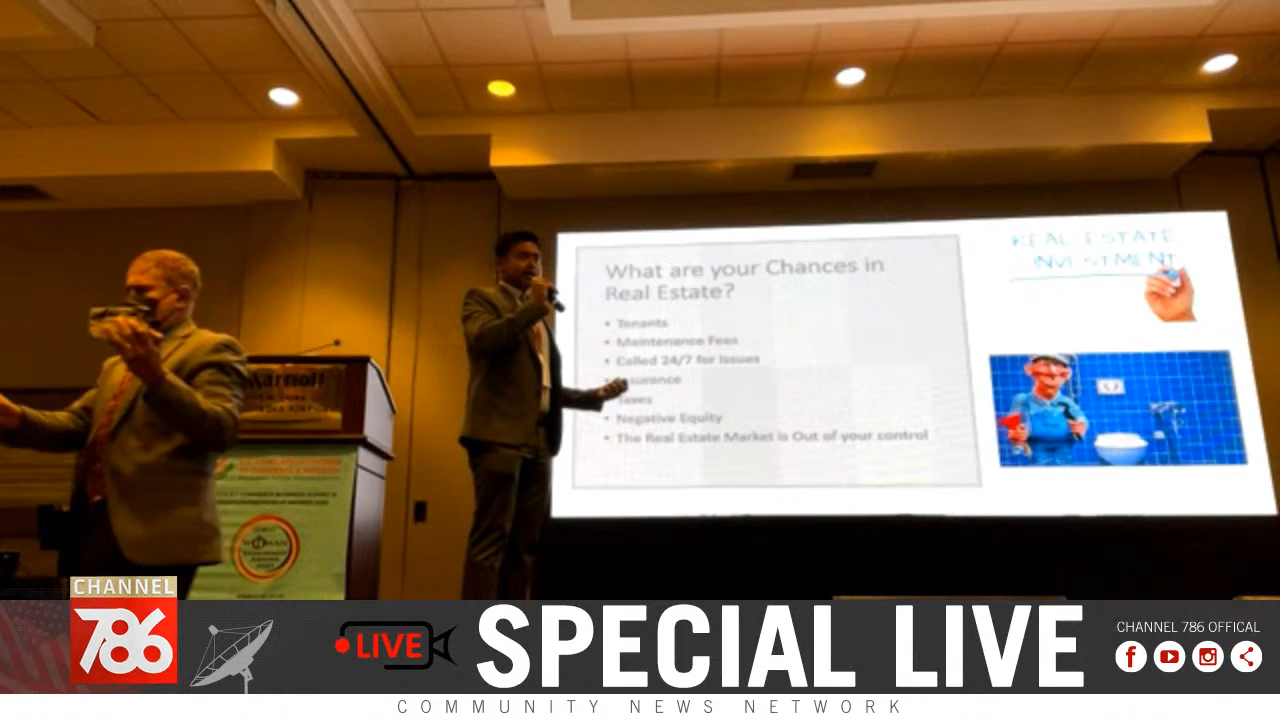 REAL ESTATE
INVESTMENT
What are your Chances in
Real Estate?
• Tenants
• Maintenance Fees
• Called 24/7 for Issues
surance
Taxes
• Negative Equity
• The Real Estate Market is Out of your control
Marriott
CHANNEL
786
LIVE
SPECIAL LIVE
CHANNEL 786 OFFICAL
COMMUNITY NEWS NETWORK